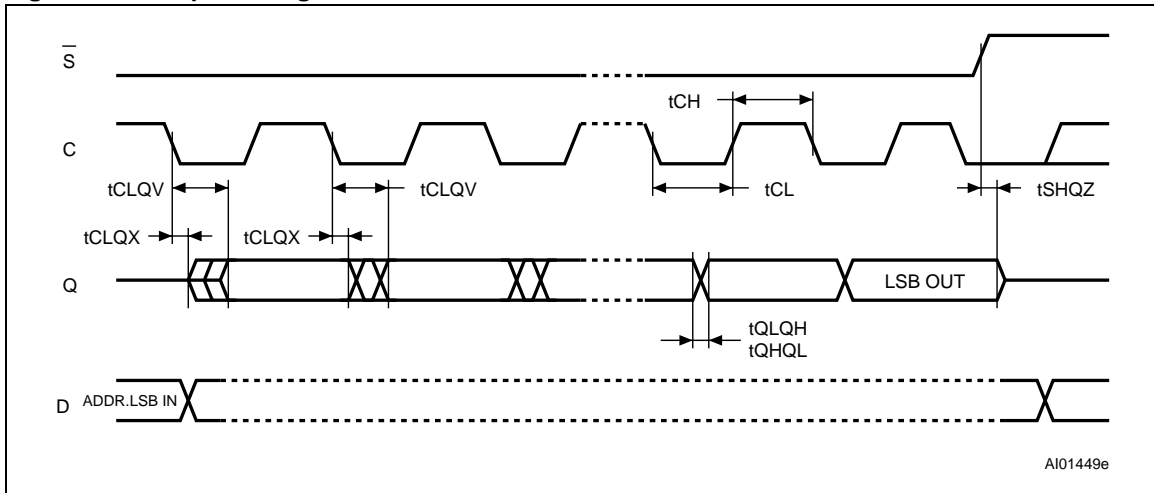 S
tCH
C
tCLQV
tCLQV
tCL
tSHQZ
tCLQX
tCLQX
Q
LSB OUT
tQLQH
tQHQL
D
ADDR.LSB IN
AI01449e